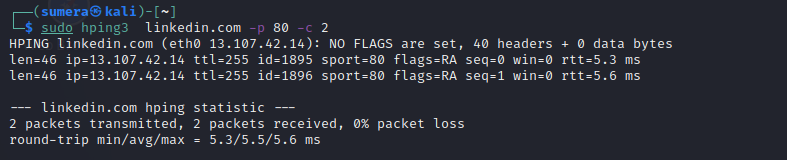 (sumera㉿kali)-[~]
$ sudo hping3 linkedin.com -p 80 -c 2
HPING linkedin.com (eth0 13.107.42.14): NO FLAGS are set, 40 headers + 0 data bytes
len=46 ip=13.107.42.14 ttl=255 id=1895 sport=80 flags=RA seq=0 win=0 rtt=5.3 ms
len=46 ip=13.107.42.14 ttl=255 id=1896 sport=80 flags=RA seq=1 win=0 rtt=5.6 ms
--- linkedin.com hping statistic ---
2 packets transmitted, 2 packets received, 0% packet loss
round-trip min/avg/max = 5.3/5.5/5.6 ms